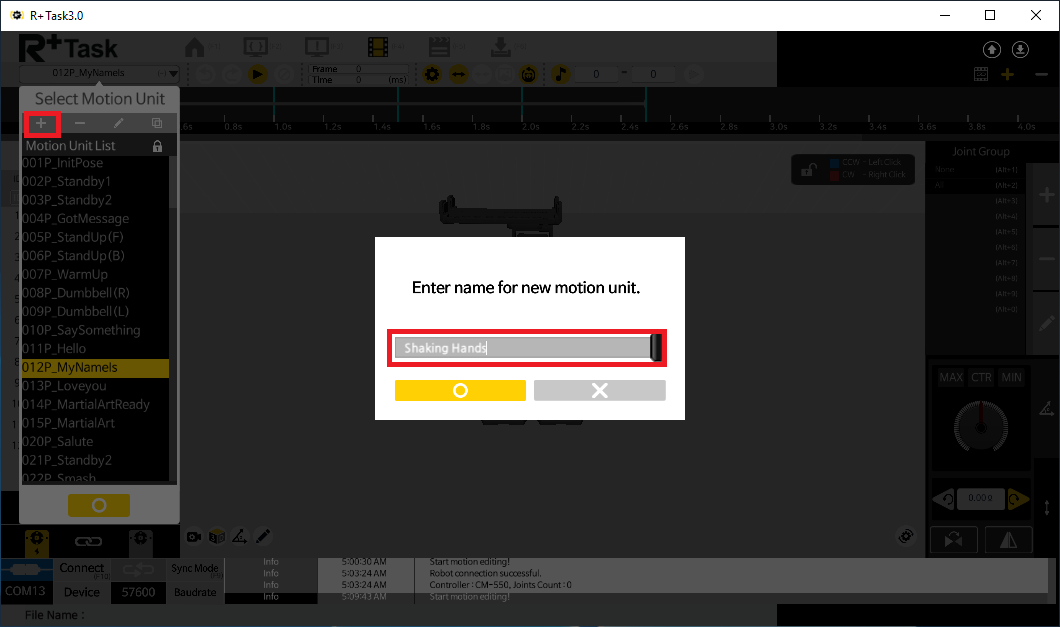 R+ Task3.0
R+Task
012P_MyNamels
Frame : 0
Time : 0 (ms)
0 - 0
Select Motion Unit
Motion Unit List
001P_InitPose
002P_Standby1
003P_Standby2
004P_GotMessage
005P_StandUp(F)
006P_StandUp(B)
007P_WarmUp
008P_Dumbbell(R)
009P_Dumbbell(L)
010P_SaySomething
011P_Hello
012P_MyNamels
013P_Loveyou
014P_MartialArtReady
015P_MartialArt
020P_Salute
021P_Standby2
022P_Smash
0.8s 1.0s 1.2s 1.4s 1.6s 1.8s 2.0s 2.2s 2.4s 2.6s 2.8s 3.0s 3.2s 3.4s 3.6s 3.8s 4.0s
CCW - Left Click
CW - Right Click
Joint Group
None (Alt+1)
All (Alt+2)
(Alt+3)
(Alt+4)
(Alt+5)
(Alt+6)
(Alt+7)
(Alt+8)
(Alt+9)
(Alt+0)
Enter name for new motion unit.
Shaking Hands
MAX CTR MIN
0.00g
4
Connect (F10)
Sync Mode
COM13 Device 57600 Baudrate
Info 5:00:30 AM Start motion editing!
Info 5:03:24 AM Robot connection successful.
Info 5:03:24 AM Controller : CM-550, Joints Count : 0
Info 5:09:43 AM Start motion editing!
File Name :